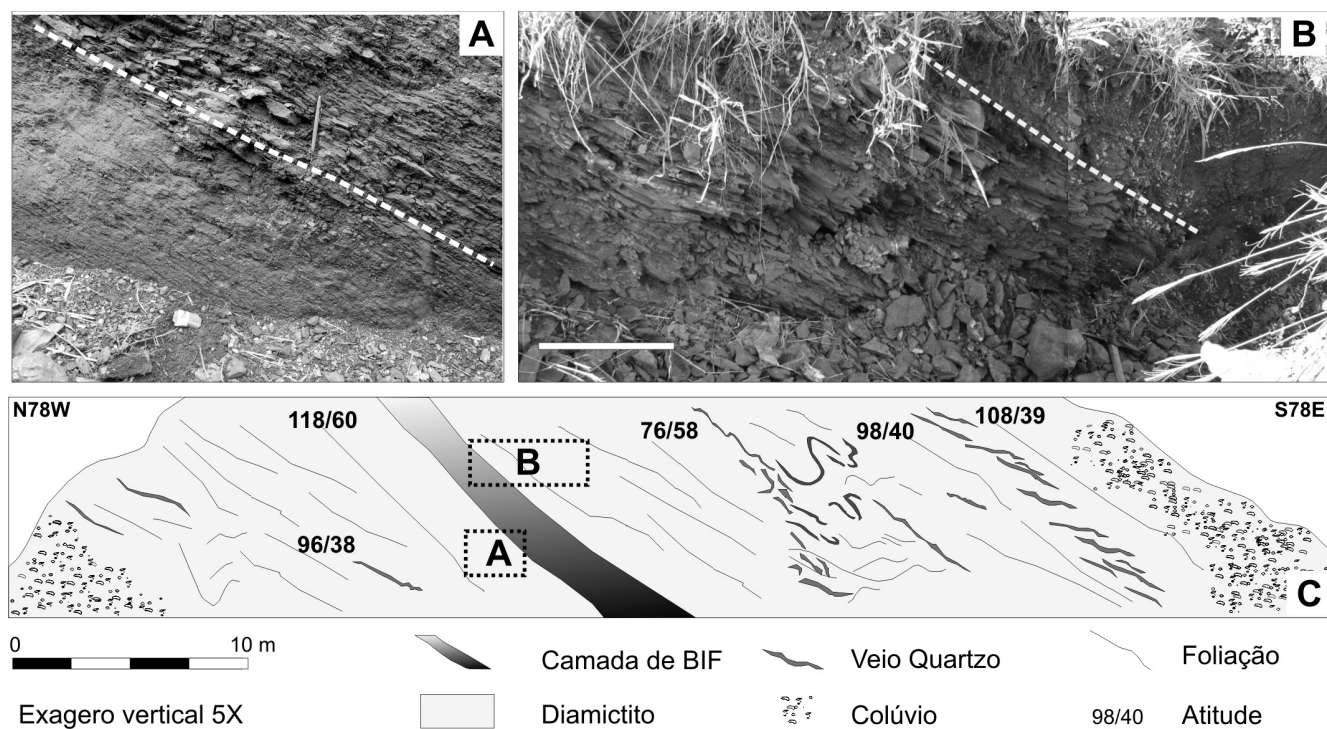 A
B
N78W
S78E
118/60
76/58
98/40
108/39
B
96/38
A
C
0 10 m
Camada de BIF
Veio Quartzo
Foliação
Exagero vertical 5X
Diamictito
Colúvio
98/40 Atitude